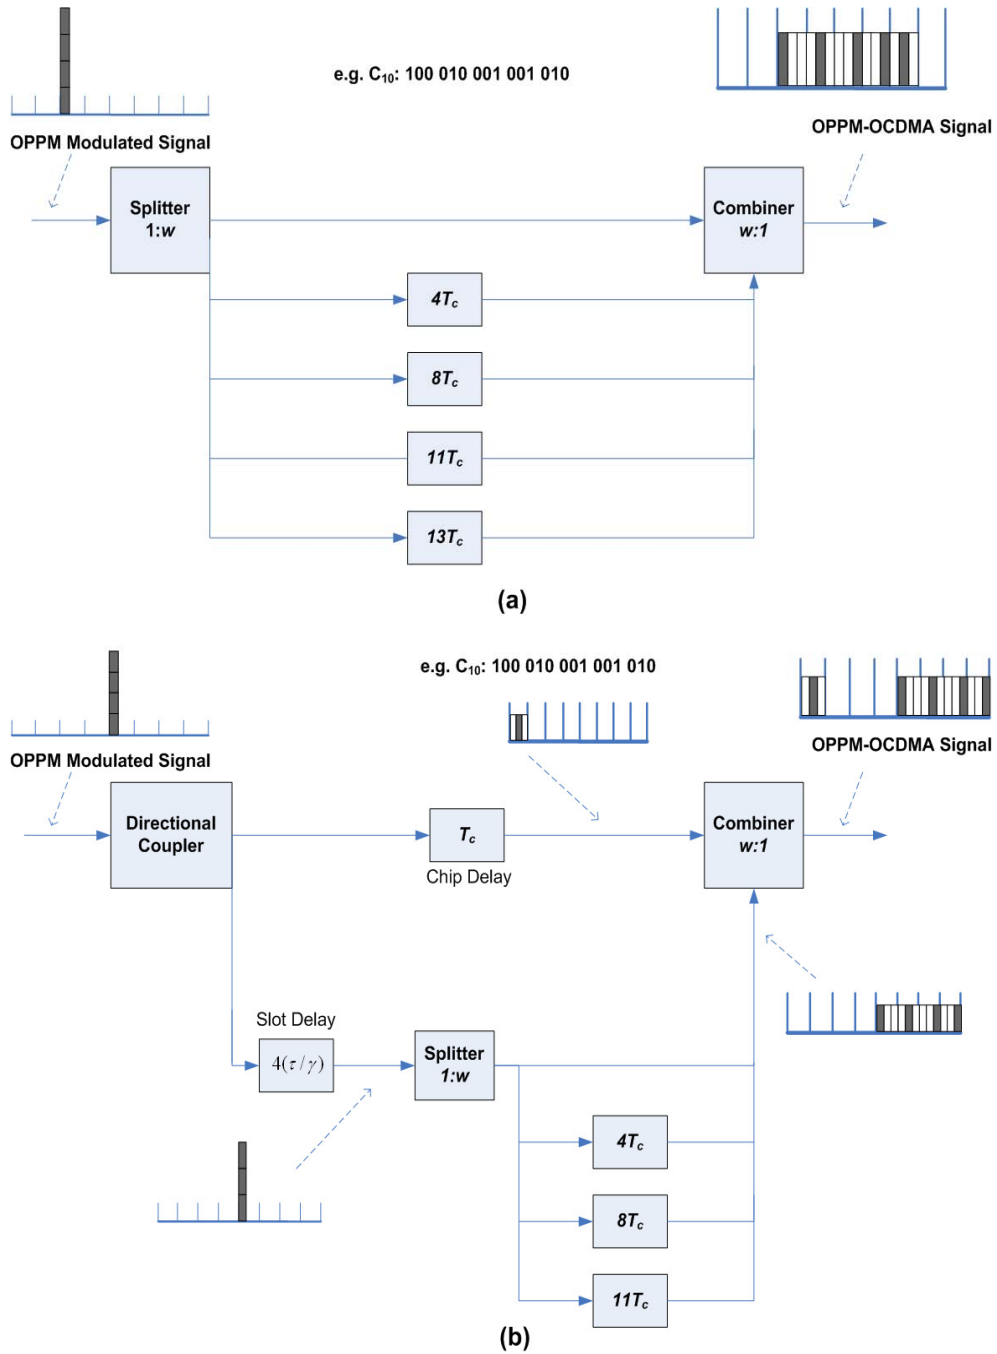 e.g. C10: 100 010 001 001 010
OPPM Modulated Signal
OPPM-OCDMA Signal
Splitter
1:w
Combiner
w:1
4Tc
8Tc
11Tc
13Tc
(a)
e.g. C10: 100 010 001 001 010
OPPM Modulated Signal
OPPM-OCDMA Signal
Directional
Coupler
Tc
Chip Delay
Combiner
w:1
Slot Delay
4(τ/γ)
Splitter
1:w
4Tc
8Tc
11Tc
(b)